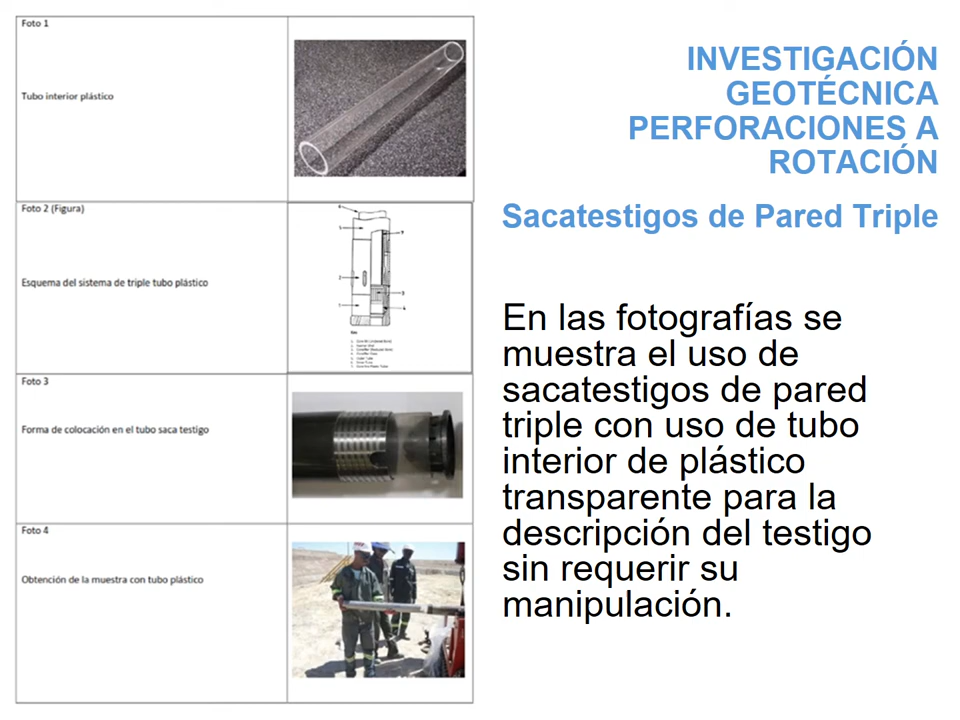 Foto 1
Tubo interior plástico
Foto 2 (Figura)
Esquema del sistema de triple tubo plástico
Foto 3
Forma de colocación en el tubo saca testigo
Foto 4
Obtención de la muestra con tubo plástico
INVESTIGACIÓN
GEOTÉCNICA
PERFORACIONES A
ROTACIÓN
Sacatestigos de Pared Triple
En las fotografías se
muestra el uso de
sacatestigos de pared
triple con uso de tubo
interior de plástico
transparente para la
descripción del testigo
sin requerir su
manipulación.